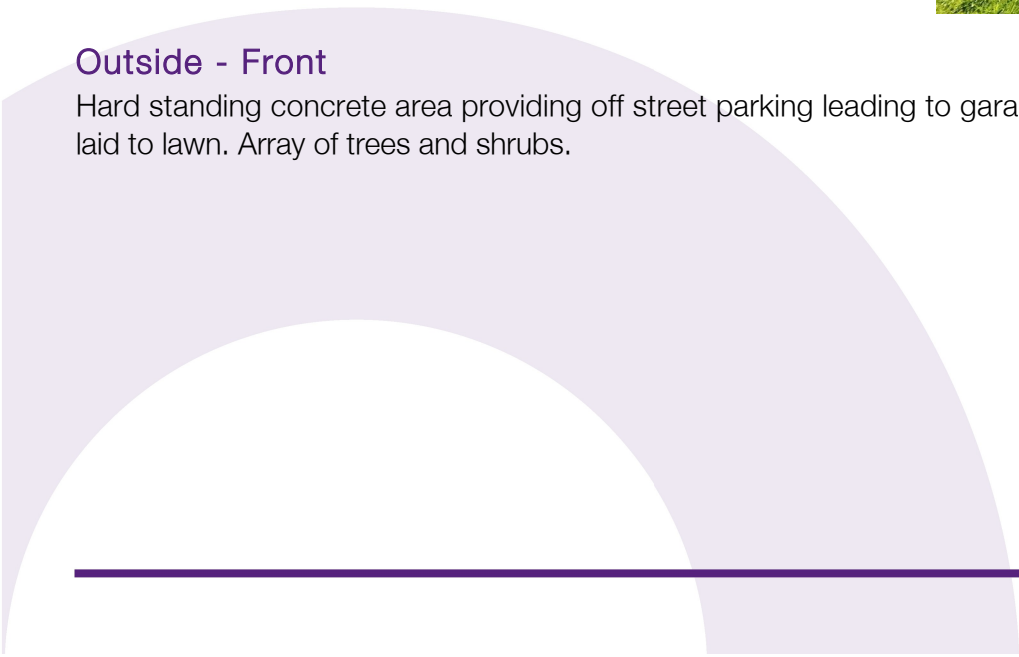 Outside - Front
Hard standing concrete area providing off street parking leading to gara
laid to lawn. Array of trees and shrubs.